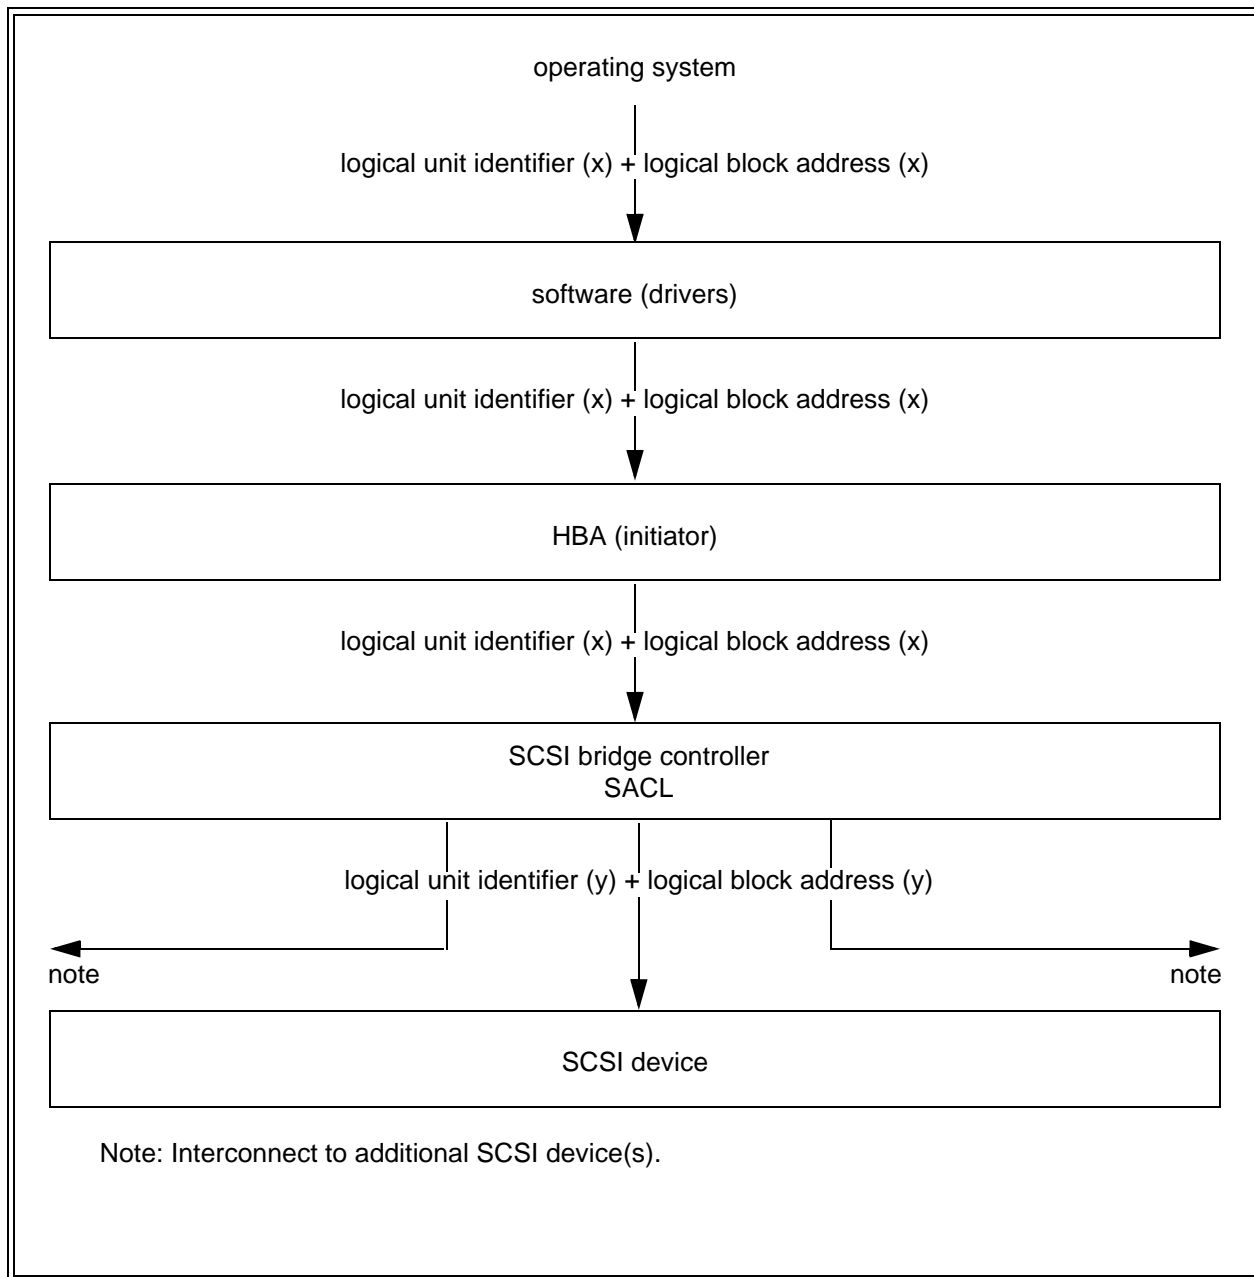 operating system
logical unit identifier (x) + logical block address (x)
software (drivers)
logical unit identifier (x) + logical block address (x)
HBA (initiator)
logical unit identifier (x) + logical block address (x)
SCSI bridge controller
SACL
logical unit identifier (y) + logical block address (y)
note
note
SCSI device
Note: Interconnect to additional SCSI device(s).